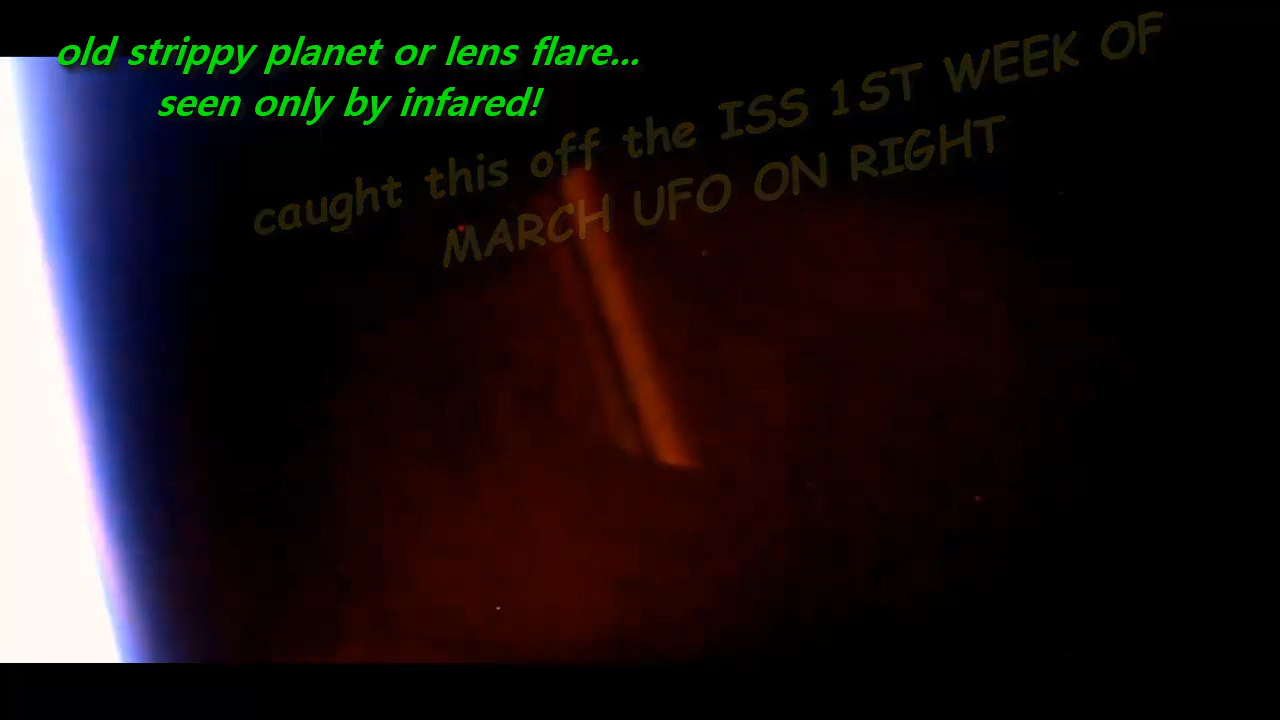 old strippy planet or lens flare...
seen only by infared!
caught this off the ISS 1ST WEEK OF
MARCH UFO ON RIGHT